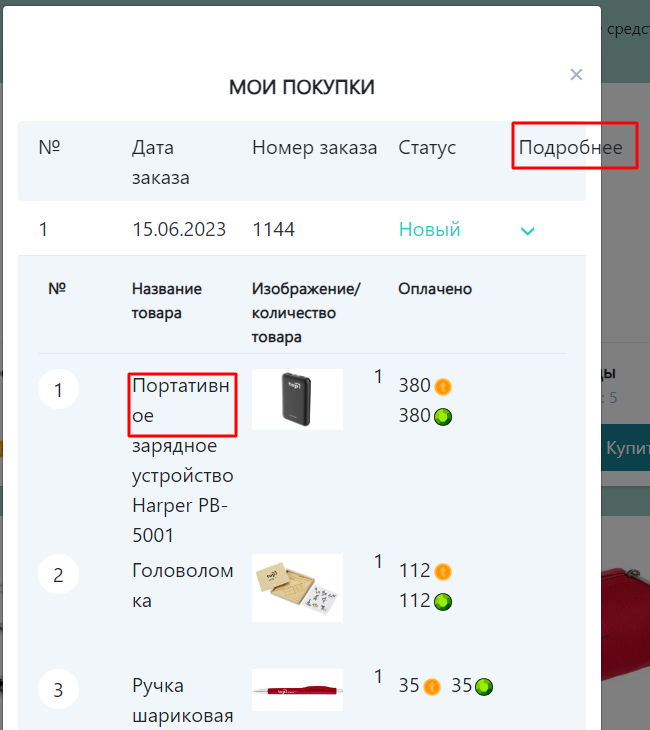 средст
МОИ ПОКУПКИ
№ Дата заказа Номер заказа Статус Подробнее
1 15.06.2023 1144 Новый
№ Название товара Изображение/ количество товара Оплачено
1 Портативн
ое
зарядное
устройство
Harper PB-
5001
1
380
380
2 Головолом
ка
1
112
112
3 Ручка
шариковая
1
35 35
ды
: 5
Купит